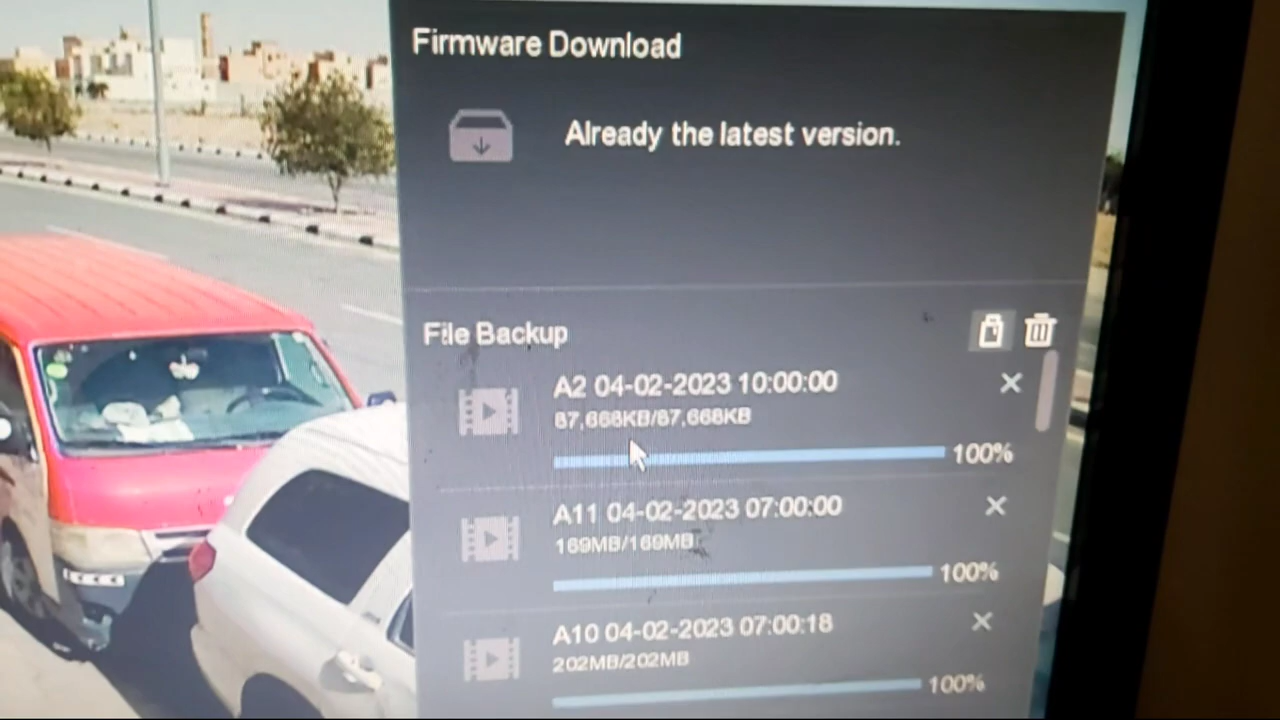 Firmware Download
Already the latest version.
File Backup
A2 04-02-2023 10:00:00
87,668KB/87,668KB
100%
A11 04-02-2023 07:00:00
169MB/169MB
100%
A10 04-02-2023 07:00:18
202MB/202MB
100%